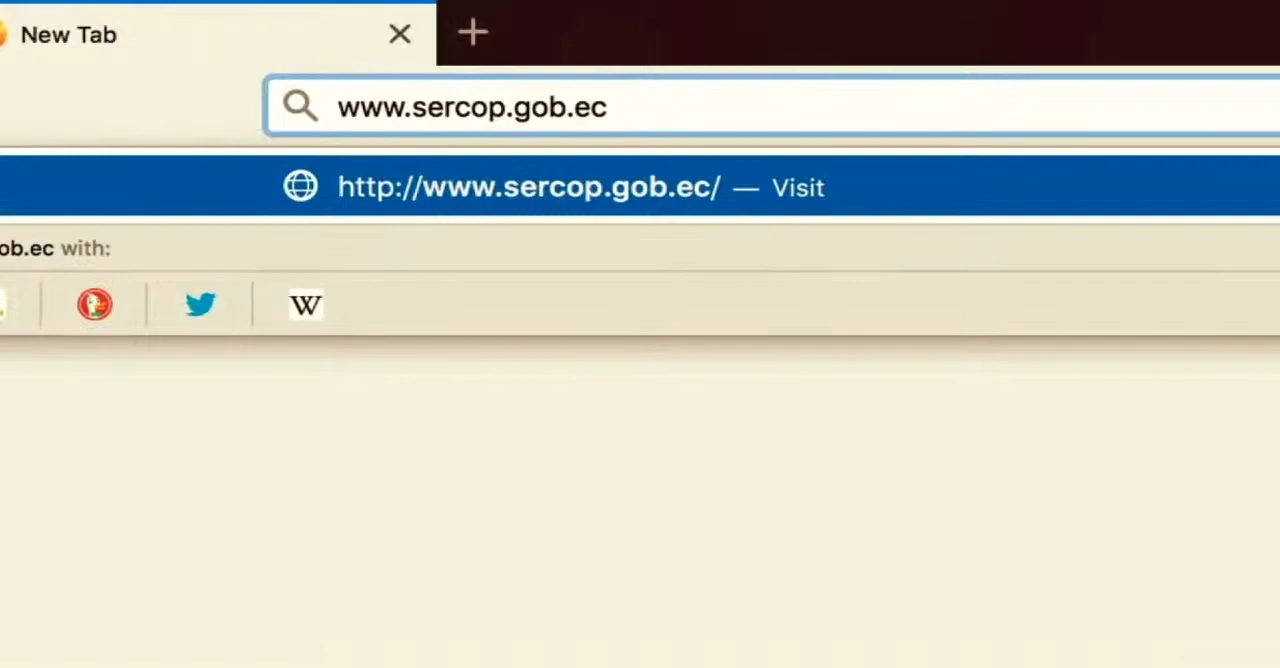 New Tab
www.sercop.gob.ec
http://www.sercop.gob.ec/ — Visit
ob.ec with:
W